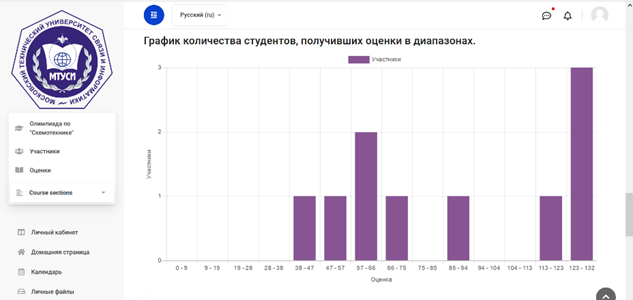 МОСКОВСКИЙ ТЕХНИЧЕСКИЙ УНИВЕРСИТЕТ СВЯЗИ И ИНФОРМАТИКИ
МТУСИ
Олимпиада по
"Схемотехнике"
Участники
Оценки
Course sections
Личный кабинет
Домашняя страница
Календарь
Личные файлы
Русский (ru)
График количества студентов, получивших оценки в диапазонах.
Участники
3
2
1
0
Участники
0 - 9
9 - 19
19 - 28
28 - 38
38 - 47
47 - 57
57 - 66
66 - 75
75 - 85
85 - 94
94 - 104
104 - 113
113 - 123
123 - 132
Оценка